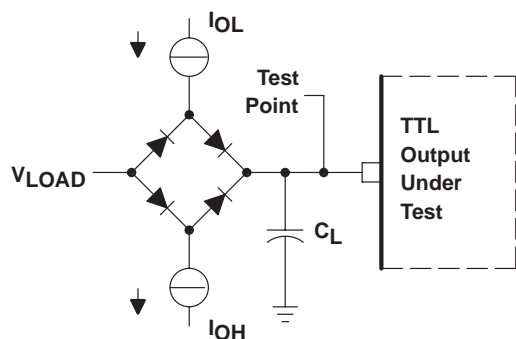 IOL
Test
Point
TTL
Output
Under
Test
VLOAD
CL
IOH